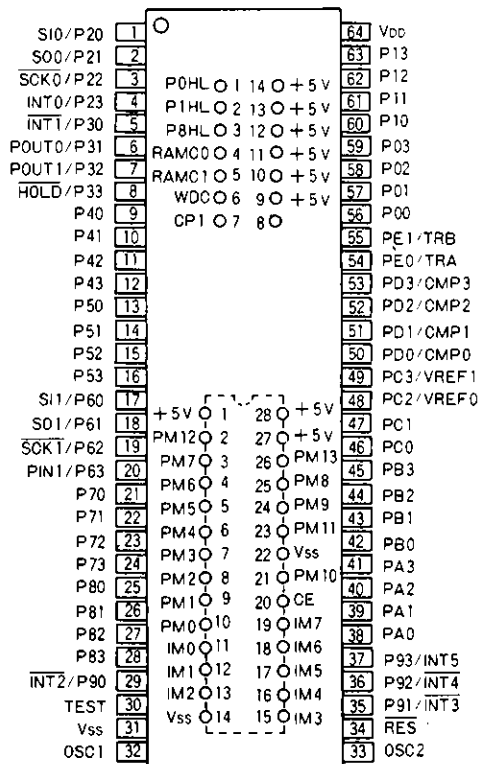 SI0/P20 1
SO0/P21 2
SCK0/P22 3
INT0/P23 4
INT1/P30 5
POUT0/P31 6
POUT1/P32 7
HOLD/P33 8
P40 9
P41 10
P42 11
P43 12
P50 13
P51 14
P52 15
P53 16
SI1/P60 17
SO1/P61 18
SCK1/P62 19
PIN1/P63 20
P70 21
P71 22
P72 23
P73 24
P80 25
P81 26
P82 27
P83 28
INT2/P90 29
TEST 30
Vss 31
OSC1 32
P0HL 1 14 +5V
P1HL 2 13 +5V
P8HL 3 12 +5V
RAMC0 4 11 +5V
RAMC1 5 10 +5V
WDC 6 9 +5V
CP1 7 8
+5V 1 28 +5V
PM12 2 27 +5V
PM7 3 26 PM13
PM6 4 25 PM8
PM5 5 24 PM9
PM4 6 23 PM11
PM3 7 22 Vss
PM2 8 21 PM10
PM1 9 20 CE
PM0 10 19 IM7
IM0 11 18 IM6
IM1 12 17 IM5
IM2 13 16 IM4
Vss 14 15 IM3
64 VDD
63 P13
62 P12
61 P11
60 P10
59 P03
58 P02
57 P01
56 P00
55 PE1/TRB
54 PE0/TRA
53 PD3/CMP3
52 PD2/CMP2
51 PD1/CMP1
50 PD0/CMP0
49 PC3/VREF1
48 PC2/VREF0
47 PC1
46 PC0
45 PB3
44 PB2
43 PB1
42 PB0
41 PA3
40 PA2
39 PA1
38 PA0
37 P93/INT5
36 P92/INT4
35 P91/INT3
34 RES
33 OSC2